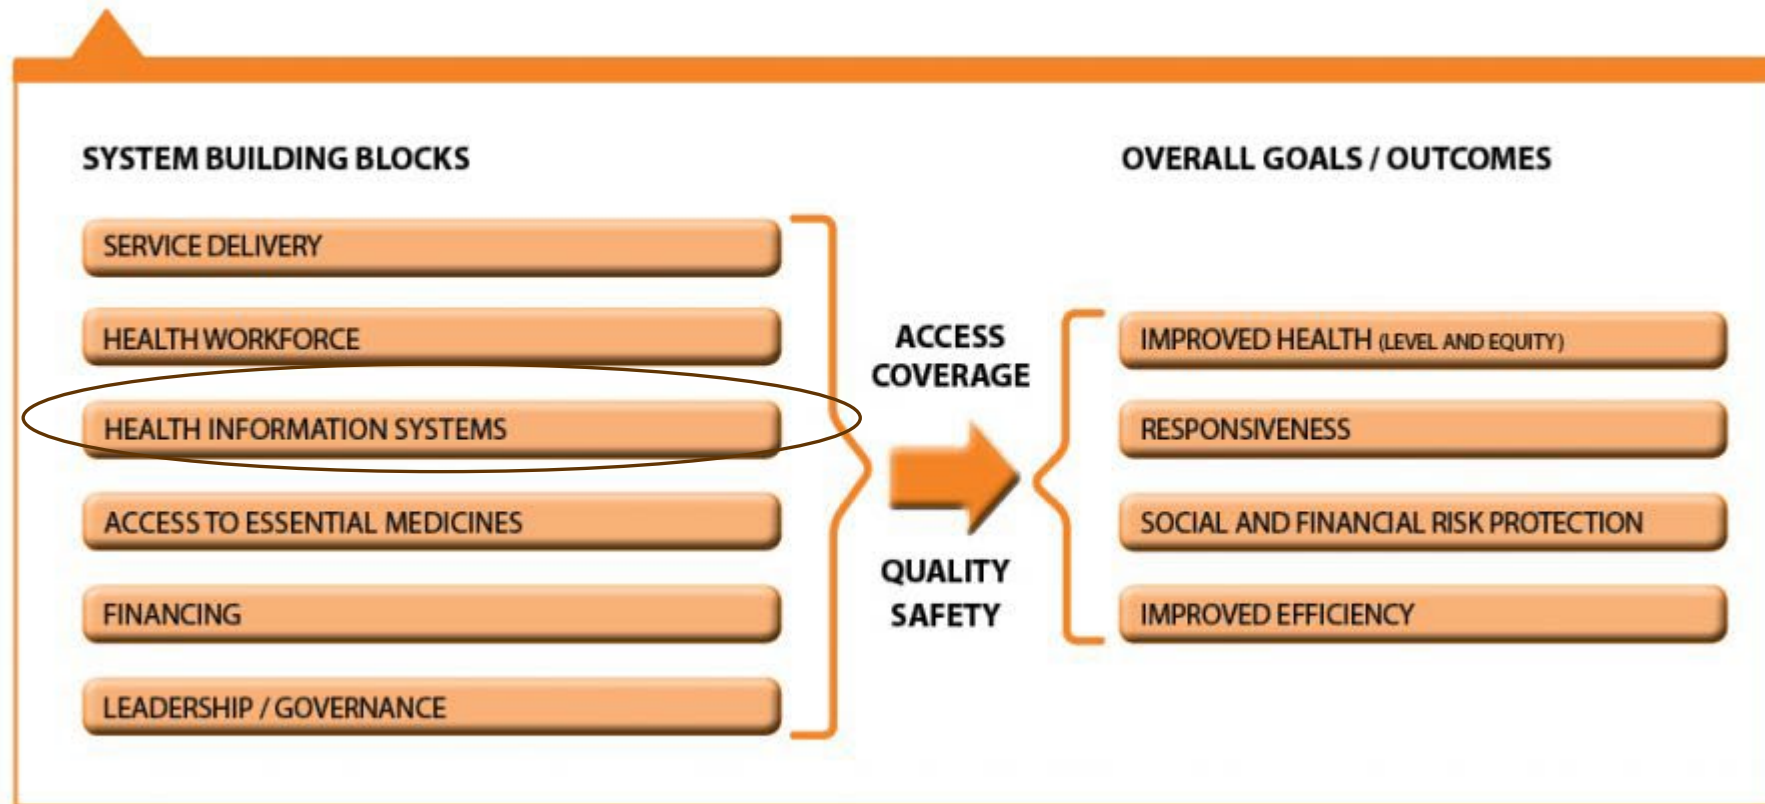 SYSTEM BUILDING BLOCKS
SERVICE DELIVERY
HEALTH WORKFORCE
HEALTH INFORMATION SYSTEMS
ACCESS TO ESSENTIAL MEDICINES
FINANCING
LEADERSHIP / GOVERNANCE
ACCESS
COVERAGE
QUALITY
SAFETY
OVERALL GOALS / OUTCOMES
IMPROVED HEALTH (LEVEL AND EQUITY)
RESPONSIVENESS
SOCIAL AND FINANCIAL RISK PROTECTION
IMPROVED EFFICIENCY